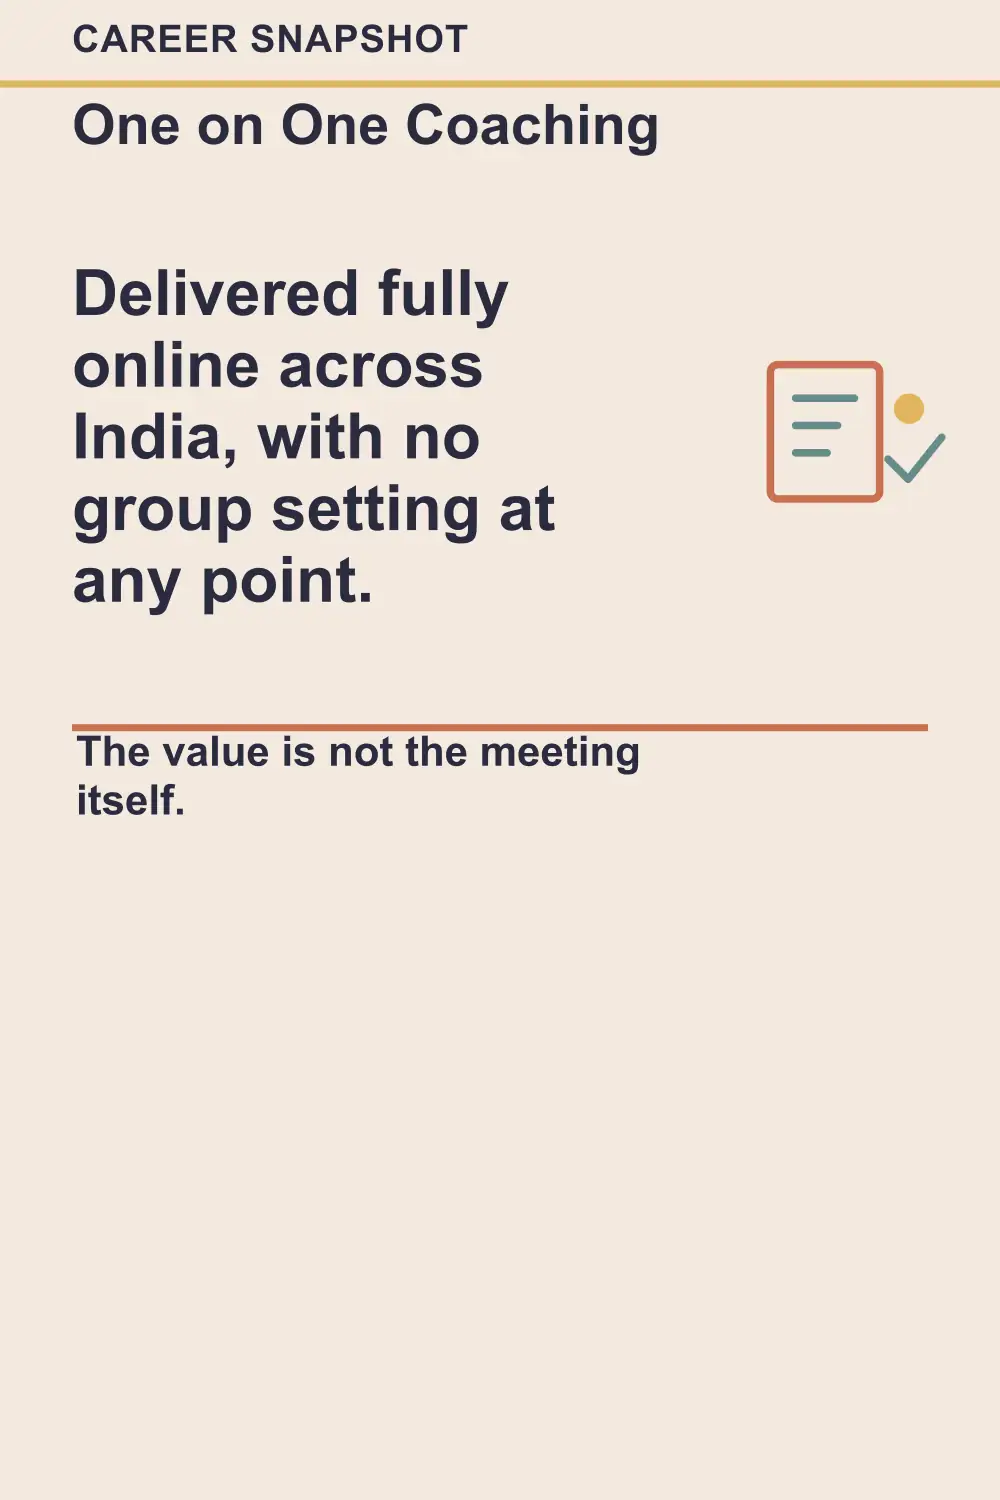 CAREER SNAPSHOT
One on One Coaching
Delivered fully
online across
India, with no
group setting at
any point.
The value is not the meeting
itself.